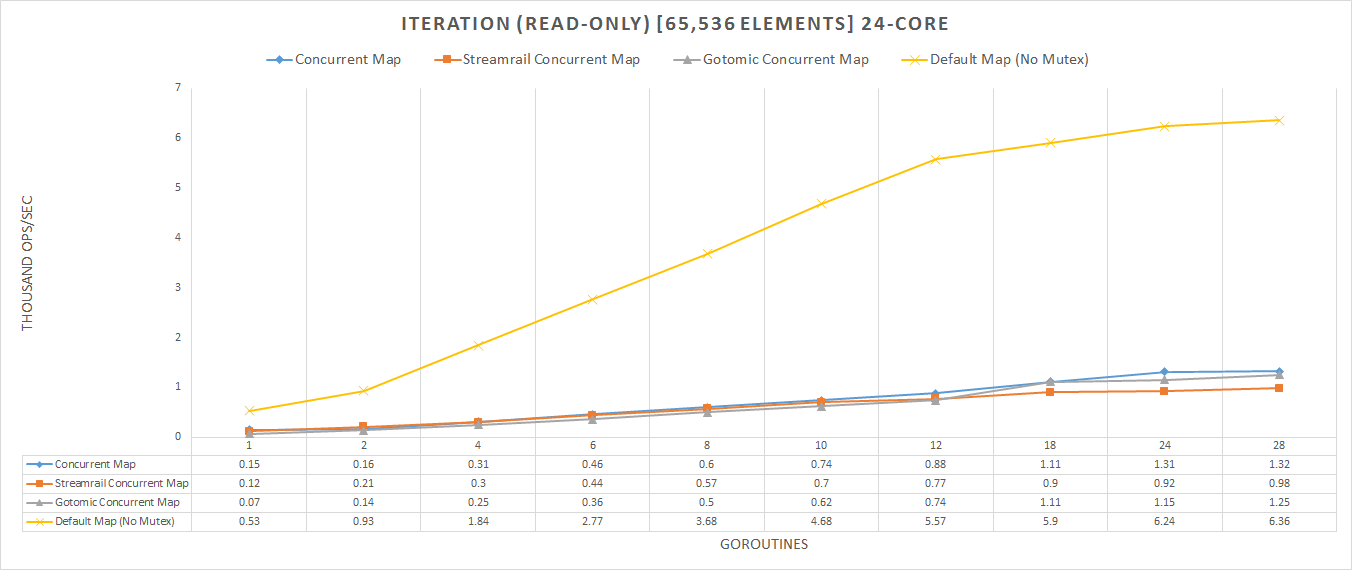 ITERATION (READ-ONLY) [65,536 ELEMENTS] 24-CORE
Concurrent Map Streamrail Concurrent Map Gotomic Concurrent Map Default Map (No Mutex)
THOUSAND OPS/SEC
7
6
5
4
3
2
1
0
1 2 4 6 8 10 12 18 24 28
Concurrent Map 0.15 0.16 0.31 0.46 0.6 0.74 0.88 1.11 1.31 1.32
Streamrail Concurrent Map 0.12 0.21 0.3 0.44 0.57 0.7 0.77 0.9 0.92 0.98
Gotomic Concurrent Map 0.07 0.14 0.25 0.36 0.5 0.62 0.74 1.11 1.15 1.25
Default Map (No Mutex) 0.53 0.93 1.84 2.77 3.68 4.68 5.57 5.9 6.24 6.36
GOROUTINES